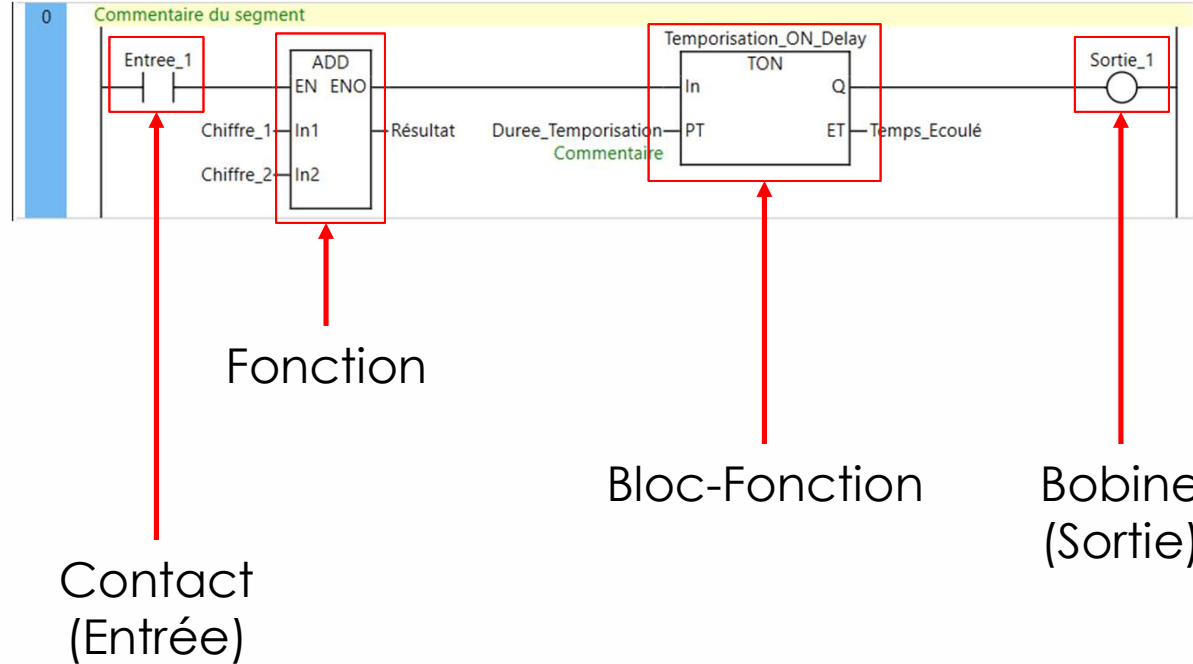 0 Commentaire du segment
Entree_1
ADD
EN ENO
Chiffre_1 In1 Résultat
Chiffre_2 In2
Temporisation_ON_Delay
TON
In Q
Duree_Temporisation PT ET Temps_Ecoulé
Commentaire
Sortie_1
Fonction
Bloc-Fonction
Bobine
(Sortie)
Contact
(Entrée)